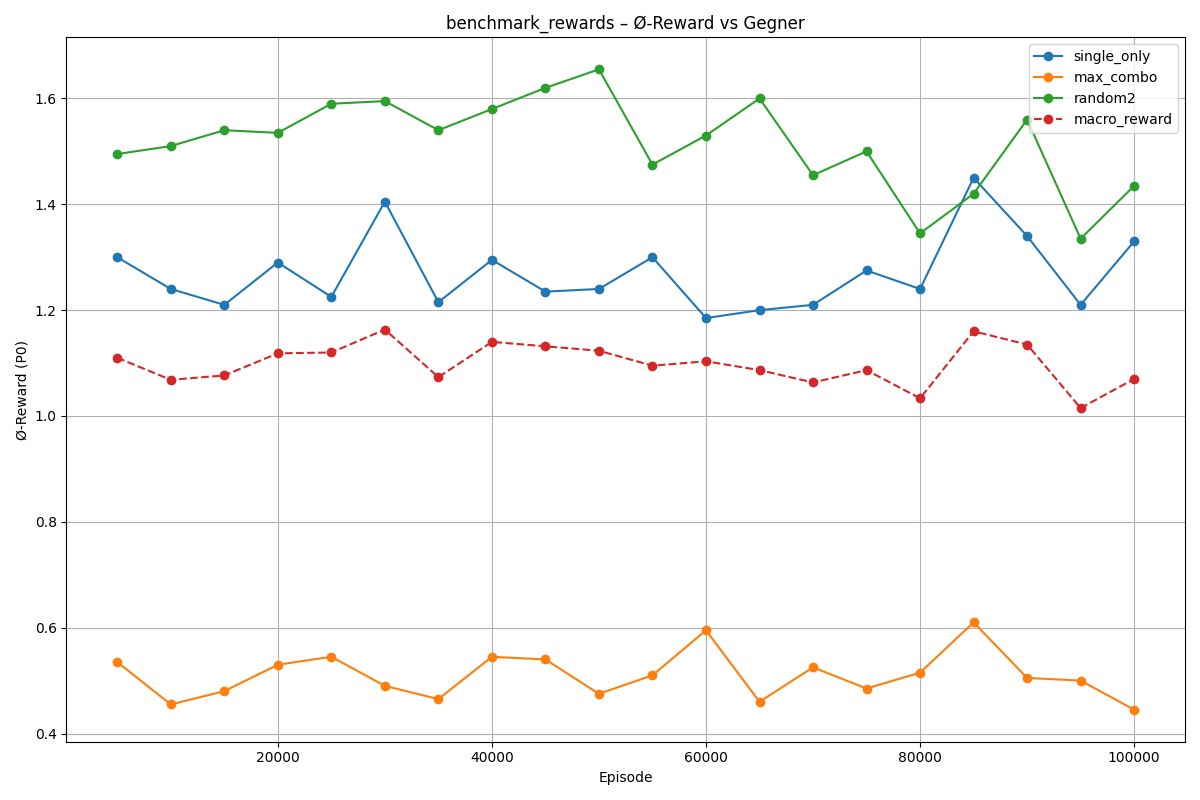 benchmark_rewards – Ø-Reward vs Gegner
single_only
max_combo
random2
macro_reward
Ø-Reward (P0)
1.6
1.4
1.2
1.0
0.8
0.6
0.4
20000 40000 60000 80000 100000
Episode